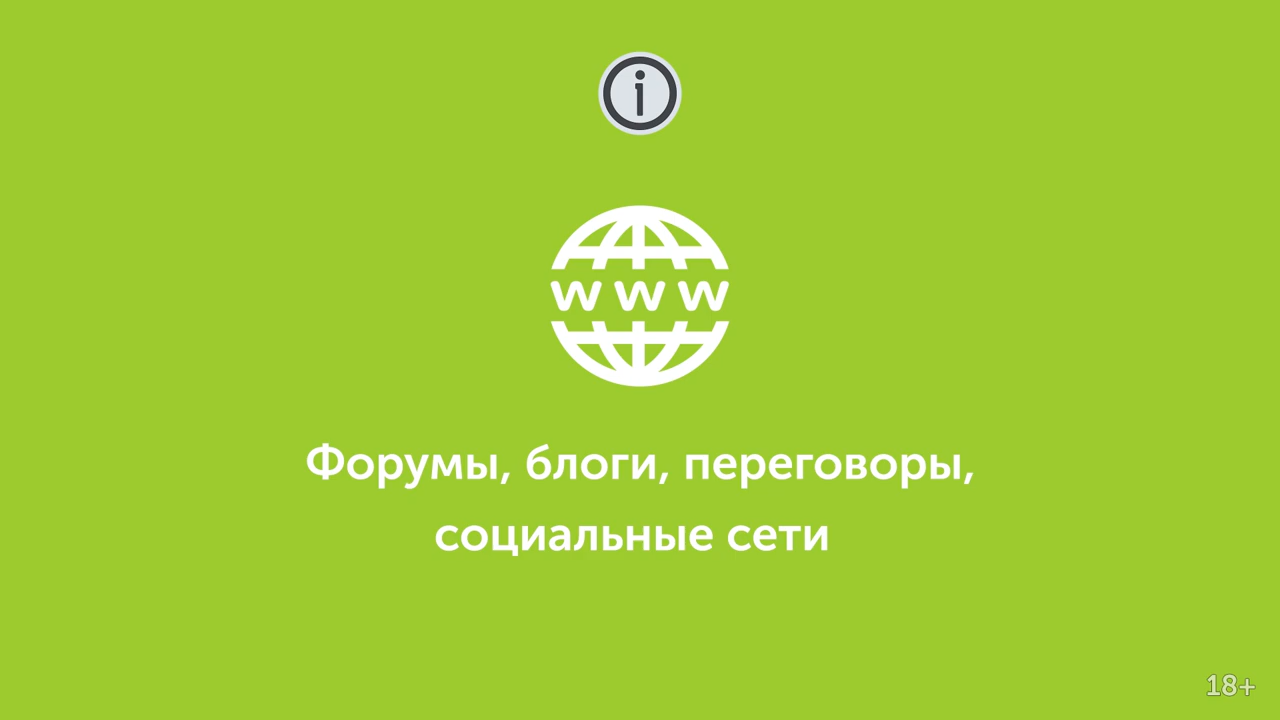 i
www
Форумы, блоги, переговоры,
социальные сети
18+